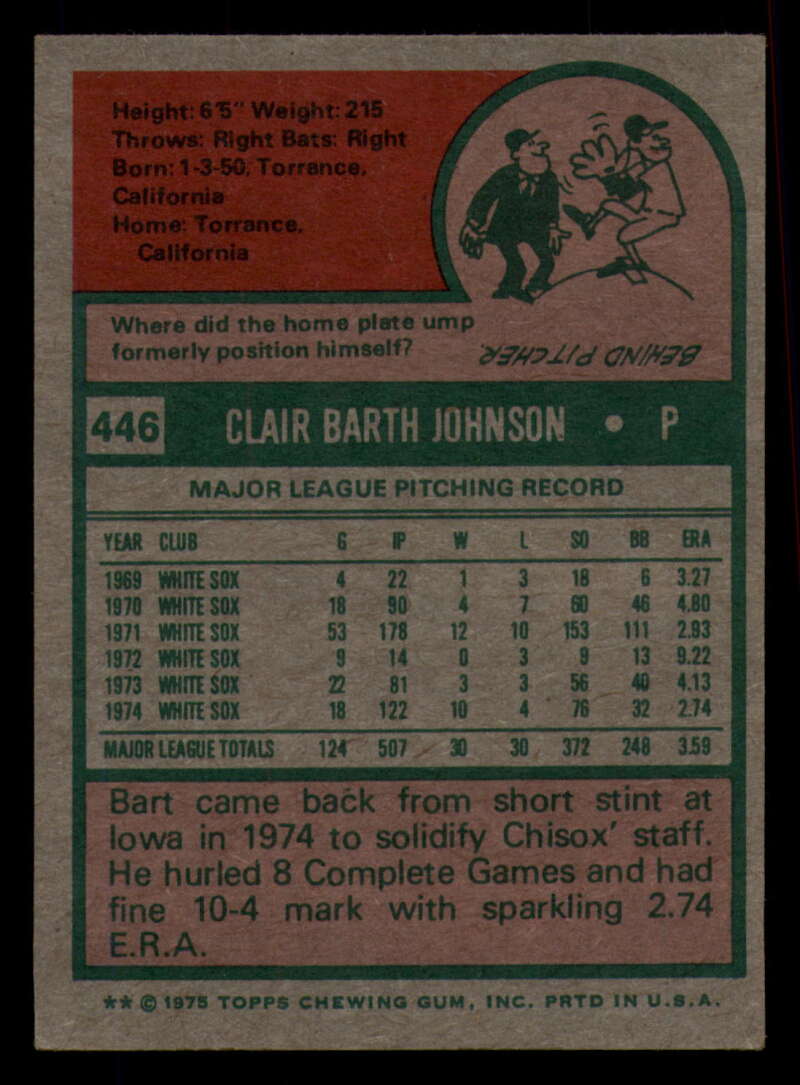 Height: 6'5" Weight: 215
Throws: Right Bats: Right
Born: 1-3-50, Torrance,
California
Home: Torrance,
California
Where did the home plate ump
formerly position himself?
BEHIND PITCHER.
446 CLAIR BARTH JOHNSON • P
MAJOR LEAGUE PITCHING RECORD
YEAR CLUB G IP W L SO BB ERA
1969 WHITE SOX 4 22 1 3 18 6 3.27
1970 WHITE SOX 18 90 4 7 60 46 4.80
1971 WHITE SOX 53 178 12 10 153 111 2.93
1972 WHITE SOX 9 14 0 3 9 13 9.22
1973 WHITE SOX 22 81 3 3 56 40 4.13
1974 WHITE SOX 18 122 10 4 76 32 2.74
MAJOR LEAGUE TOTALS 124 507 30 30 372 248 3.59
Bart came back from short stint at
Iowa in 1974 to solidify Chisox' staff.
He hurled 8 Complete Games and had
fine 10-4 mark with sparkling 2.74
E.R.A.
** © 1975 TOPPS CHEWING GUM, INC. PRTD IN U.S.A.